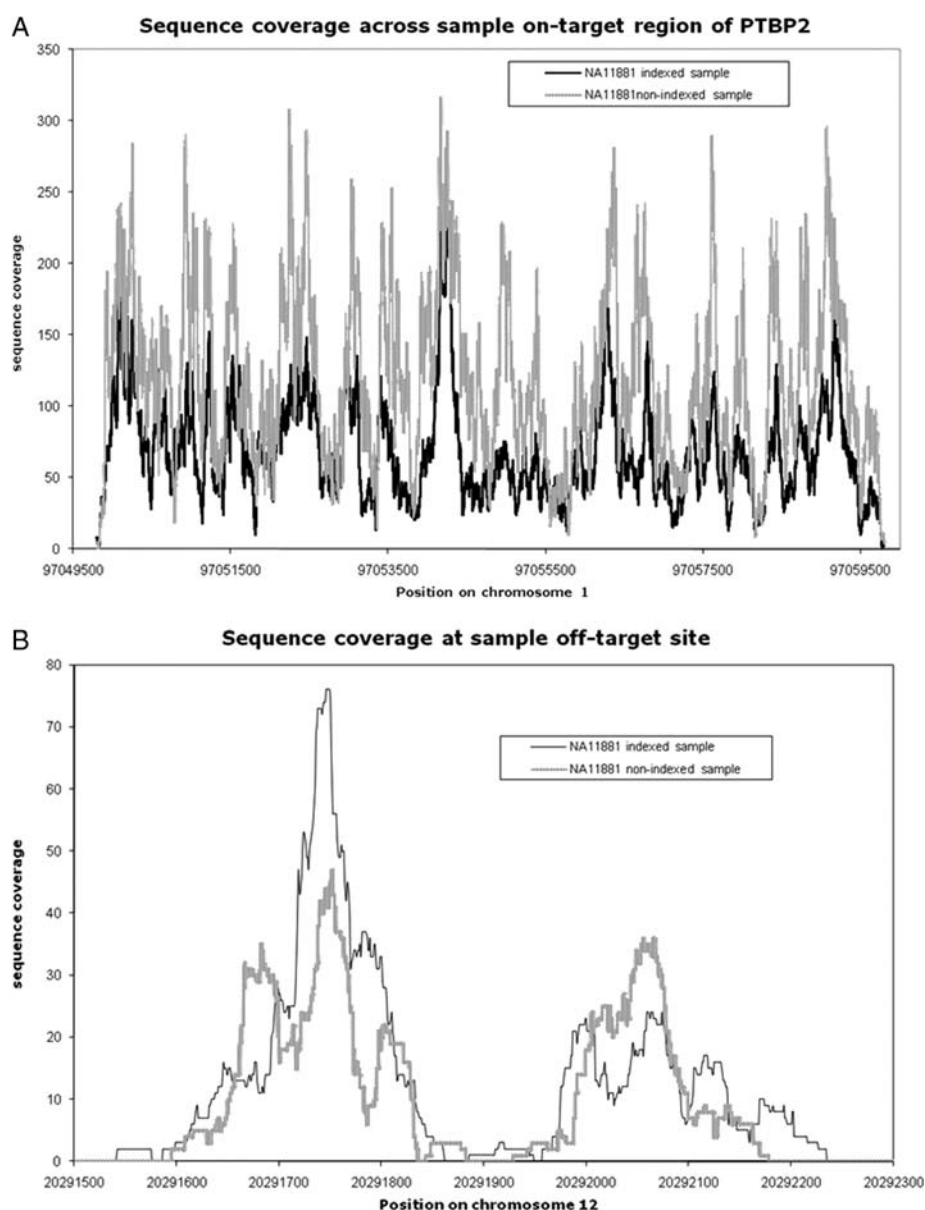 A
Sequence coverage across sample on-target region of PTBP2
350
300
250
200
150
100
50
0
sequence coverage
NA11881 indexed sample
NA11881non-indexed sample
97049500 97051500 97053500 97055500 97057500 97059500
Position on chromosome 1
B
Sequence coverage at sample off-target site
80
70
60
50
40
30
20
10
0
sequence coverage
NA11881 indexed sample
NA11881 non-indexed sample
20291500 20291600 20291700 20291800 20291900 20292000 20292100 20292200 20292300
Position on chromosome 12